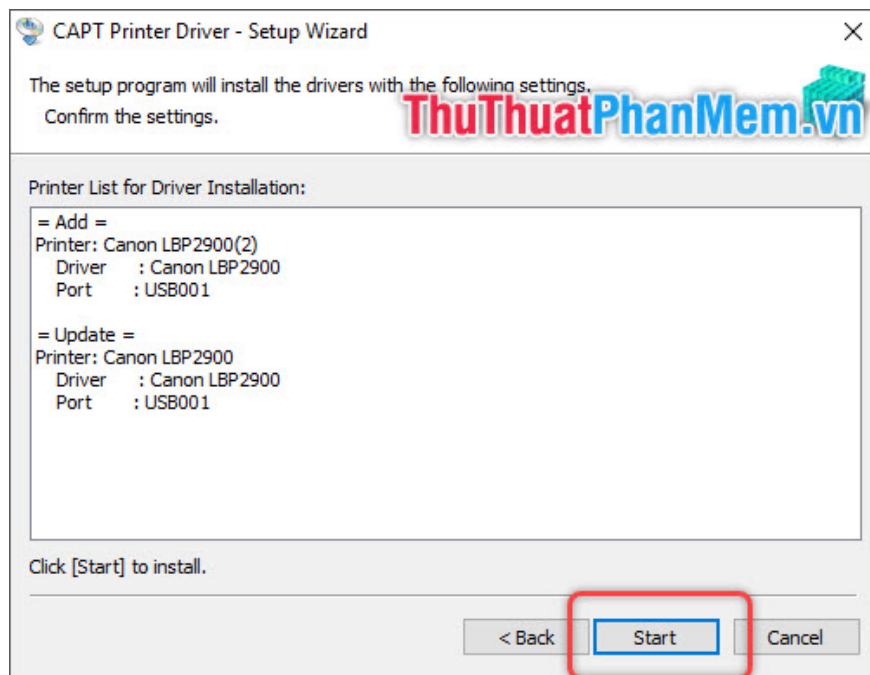 CAPT Printer Driver - Setup Wizard
The setup program will install the drivers with the following settings.
Confirm the settings.
ThuThuatPhanMem.vn
Printer List for Driver Installation:
= Add =
Printer: Canon LBP2900(2)
Driver : Canon LBP2900
Port : USB001
= Update =
Printer: Canon LBP2900
Driver : Canon LBP2900
Port : USB001
Click [Start] to install.
< Back Start Cancel